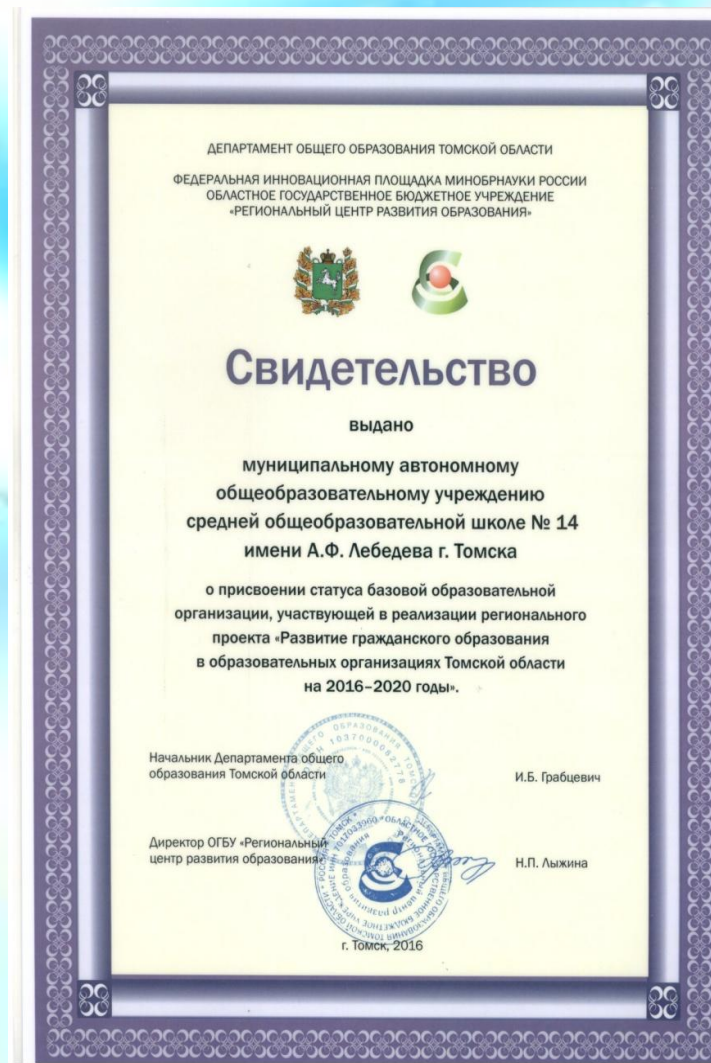 ДЕПАРТАМЕНТ ОБЩЕГО ОБРАЗОВАНИЯ ТОМСКОЙ ОБЛАСТИ
ФЕДЕРАЛЬНАЯ ИННОВАЦИОННАЯ ПЛОЩАДКА МИНОБРНАУКИ РОССИИ
ОБЛАСТНОЕ ГОСУДАРСТВЕННОЕ БЮДЖЕТНОЕ УЧРЕЖДЕНИЕ
«РЕГИОНАЛЬНЫЙ ЦЕНТР РАЗВИТИЯ ОБРАЗОВАНИЯ»
Свидетельство
выдано
муниципальному автономному
общеобразовательному учреждению
средней общеобразовательной школе № 14
имени А.Ф. Лебедева г. Томска
о присвоении статуса базовой образовательной
организации, участвующей в реализации регионального
проекта «Развитие гражданского образования
в образовательных организациях Томской области
на 2016–2020 годы».
Начальник Департамента общего
образования Томской области
И.Б. Грабцевич
Директор ОГБУ «Региональный
центр развития образования»
Н.П. Лыжина
г. Томск, 2016